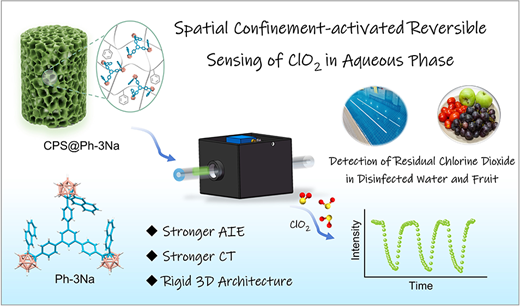 Spatial Confinement-activated Reversible
Sensing of ClO2 in Aqueous Phase
CPS@Ph-3Na
Detection of Residual Chlorine Dioxide
in Disinfected Water and Fruit
Ph-3Na
◆ Stronger AIE
◆ Stronger CT
◆ Rigid 3D Architecture
ClO2
Intensity
Time